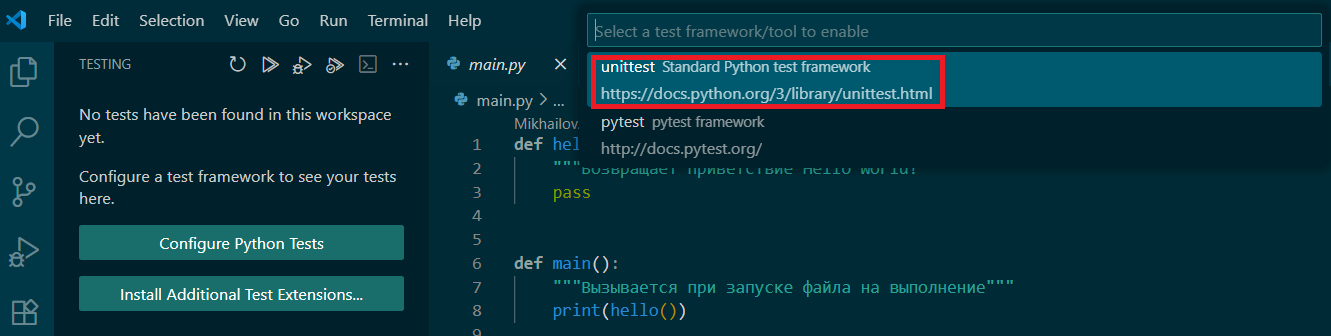 File Edit Selection View Go Run Terminal Help
Select a test framework/tool to enable
unittest Standard Python test framework
https://docs.python.org/3/library/unittest.html
pytest pytest framework
http://docs.pytest.org/
TESTING
No tests have been found in this workspace
yet.
Configure a test framework to see your tests
here.
Configure Python Tests
Install Additional Test Extensions...
main.py
main.py > ...
Mikhailov
1 def hel
2 """Возвращает приветствие Hello World!
3 pass
4
5
6 def main():
7 """Вызывается при запуске файла на выполнение"""
8 print(hello())
9